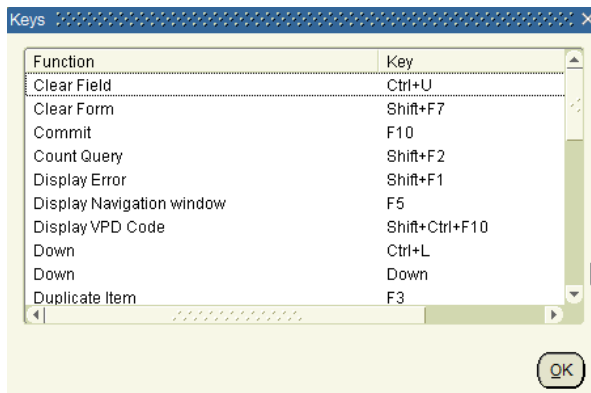 Keys
Function Key
Clear Field Ctrl+U
Clear Form Shift+F7
Commit F10
Count Query Shift+F2
Display Error Shift+F1
Display Navigation window F5
Display VPD Code Shift+Ctrl+F10
Down Ctrl+L
Down Down
Duplicate Item F3
OK